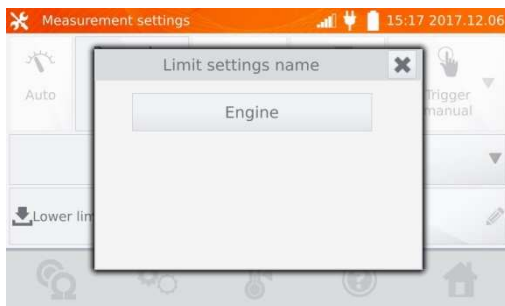 Measurement settings
15:17 2017.12.06
Limit settings name
Auto
Engine
Trigger
manual
Lower lim